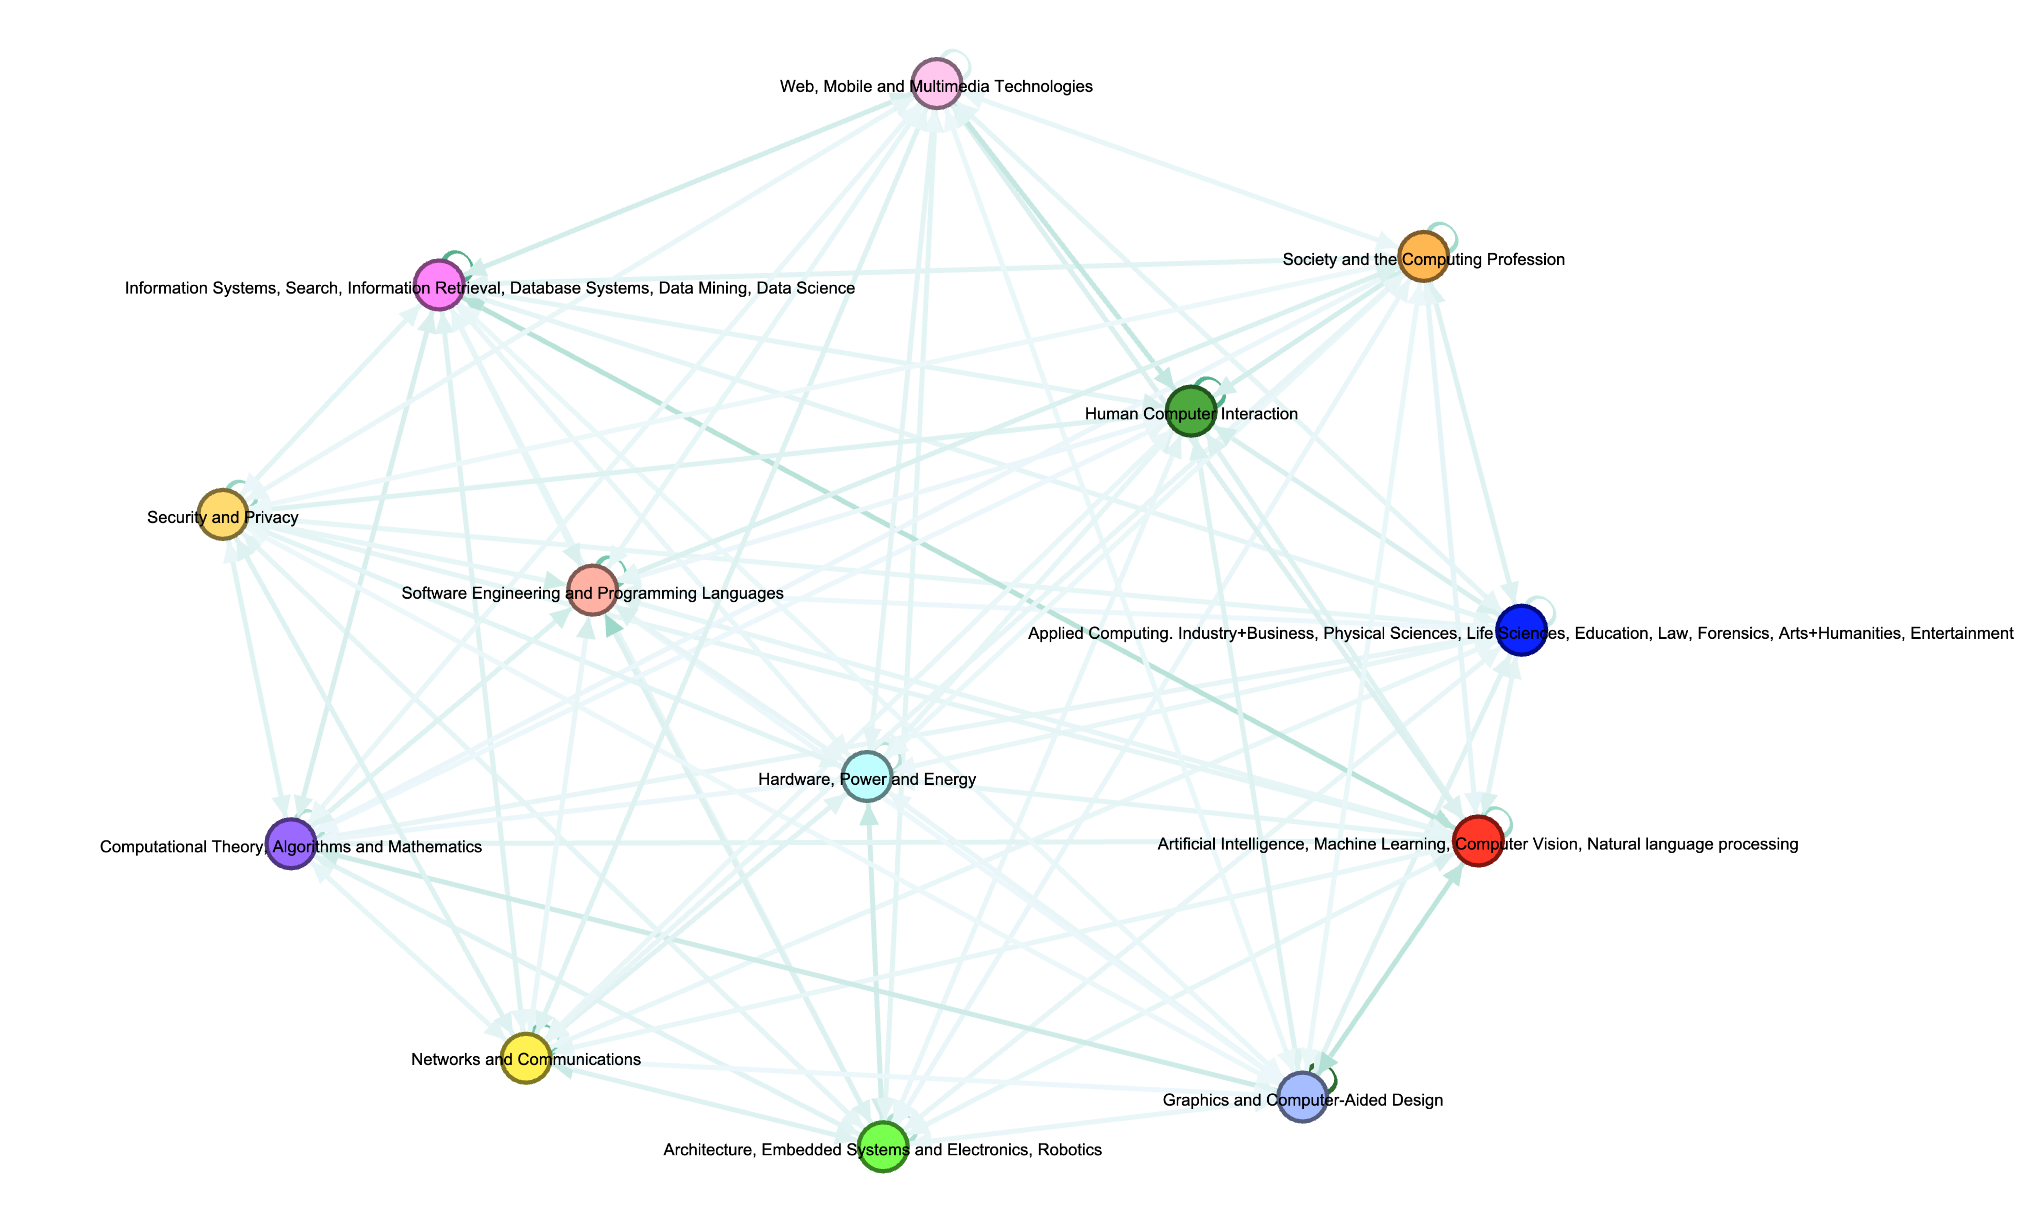 Web, Mobile and Multimedia Technologies
Society and the Computing Profession
Information Systems, Search, Information Retrieval, Database Systems, Data Mining, Data Science
Human Computer Interaction
Security and Privacy
Software Engineering and Programming Languages
Applied Computing. Industry+Business, Physical Sciences, Life Sciences, Education, Law, Forensics, Arts+Humanities, Entertainment
Hardware, Power and Energy
Computational Theory, Algorithms and Mathematics
Artificial Intelligence, Machine Learning, Computer Vision, Natural language processing
Networks and Communications
Graphics and Computer-Aided Design
Architecture, Embedded Systems and Electronics, Robotics